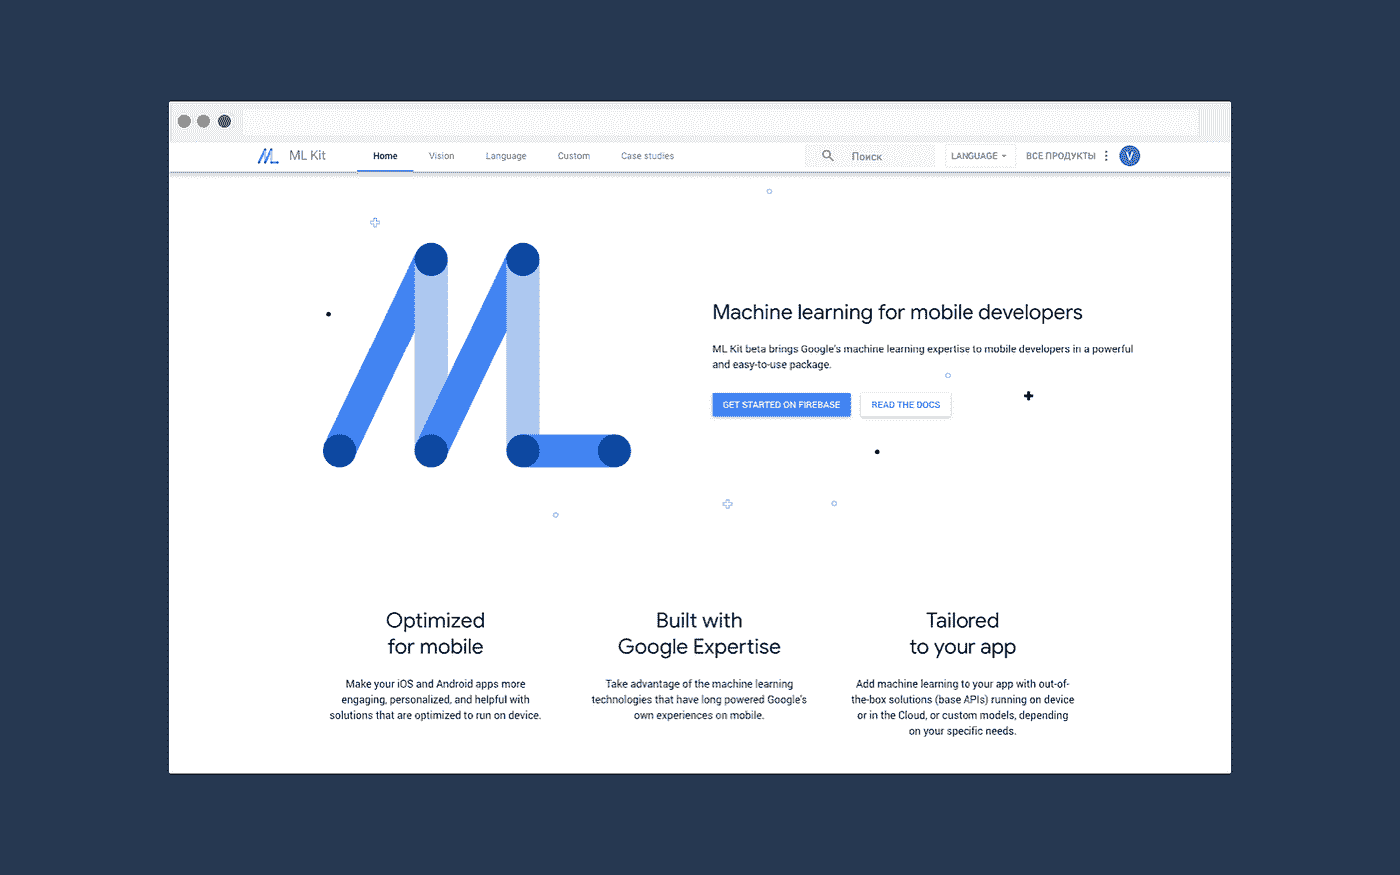 ML Kit Home Vision Language Custom Case studies Поиск LANGUAGE ВСЕ ПРОДУКТЫ V
Machine learning for mobile developers
ML Kit beta brings Google's machine learning expertise to mobile developers in a powerful
and easy-to-use package.
GET STARTED ON FIREBASE READ THE DOCS
Optimized
for mobile
Make your iOS and Android apps more
engaging, personalized, and helpful with
solutions that are optimized to run on device.
Built with
Google Expertise
Take advantage of the machine learning
technologies that have long powered Google's
own experiences on mobile.
Tailored
to your app
Add machine learning to your app with out-of-
the-box solutions (base APIs) running on device
or in the Cloud, or custom models, depending
on your specific needs.